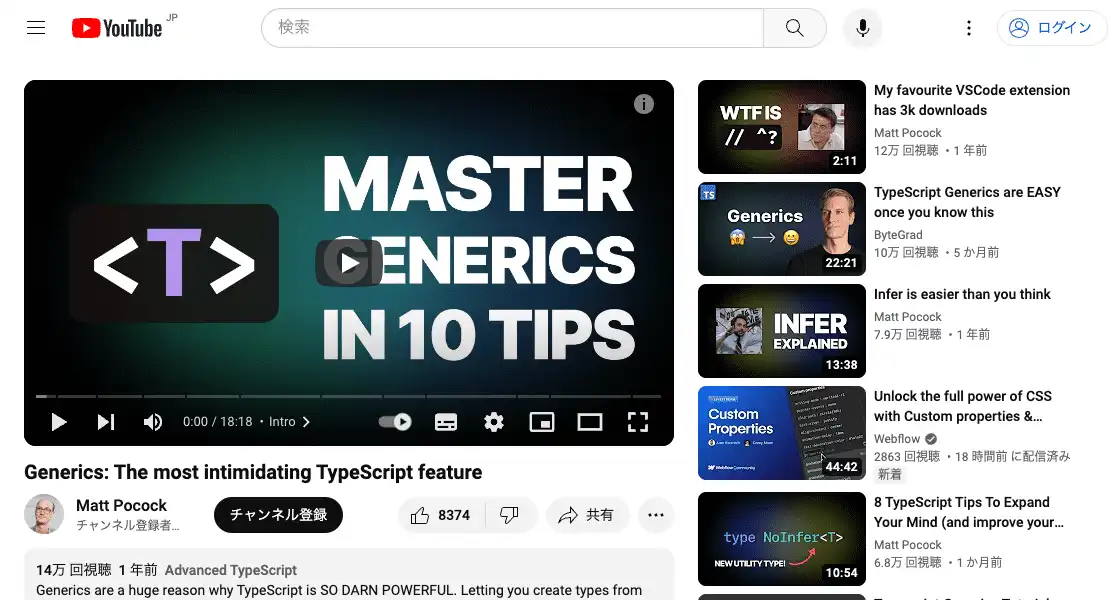 YouTube JP
検索
ログイン
MASTER
GENERICS
IN 10 TIPS
<T>
0:00 / 18:18 • Intro
Generics: The most intimidating TypeScript feature
Matt Pocock
チャンネル登録者...
チャンネル登録
8374
共有
14万 回視聴 1 年前 Advanced TypeScript
Generics are a huge reason why TypeScript is SO DARN POWERFUL. Letting you create types from
WTF IS
// ^?
2:11
My favourite VSCode extension
has 3k downloads
Matt Pocock
12万 回視聴 ・1 年前
TS
Generics
22:21
TypeScript Generics are EASY
once you know this
ByteGrad
10万 回視聴 ・5 か月前
INFER
EXPLAINED
13:38
Infer is easier than you think
Matt Pocock
7.9万 回視聴 ・1 年前
Custom
Properties
Webflow Community
44:42
Unlock the full power of CSS
with Custom properties &...
Webflow
2863 回視聴 ・18 時間前 に配信済み
新着
type NoInfer<T>
NEW UTILITY TYPE!
10:54
8 TypeScript Tips To Expand
Your Mind (and improve your...
Matt Pocock
6.8万 回視聴 ・1 か月前